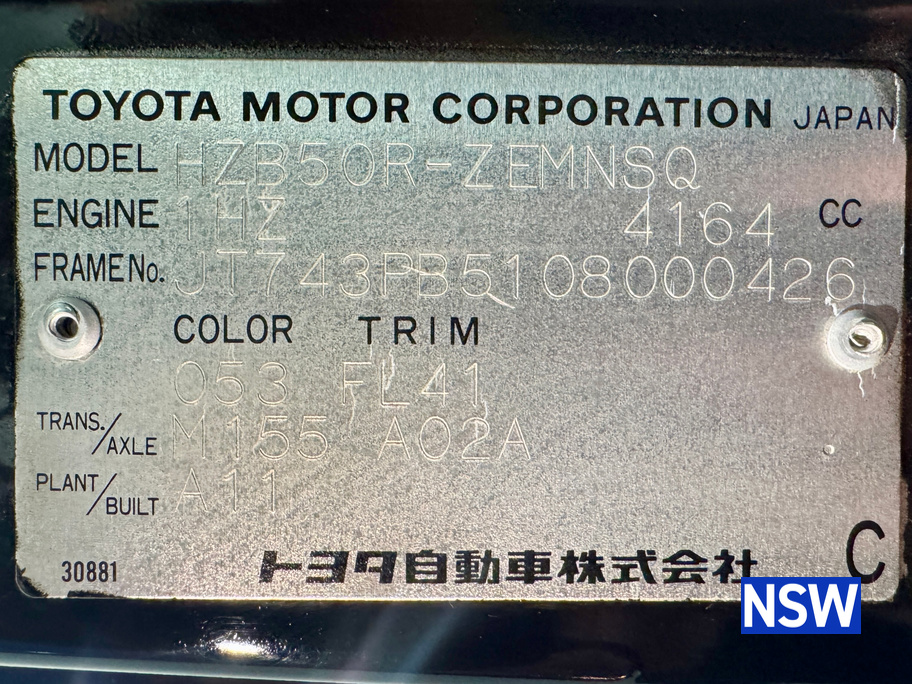 TOYOTA MOTOR CORPORATION JAPAN
MODEL HZB50R-ZEMNSQ
ENGINE 1HZ 4164 CC
FRAME No. JT743PB5108000426
COLOR TRIM
053 FL41
TRANS./AXLE M155 A02A
PLANT/BUILT A11
30881 トヨタ自動車株式会社 C
NSW